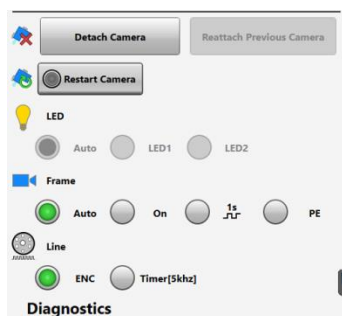 Detach Camera Reattach Previous Camera
Restart Camera
LED
Auto LED1 LED2
Frame
Auto On 1s PE
Line
ENC Timer[5khz]
Diagnostics